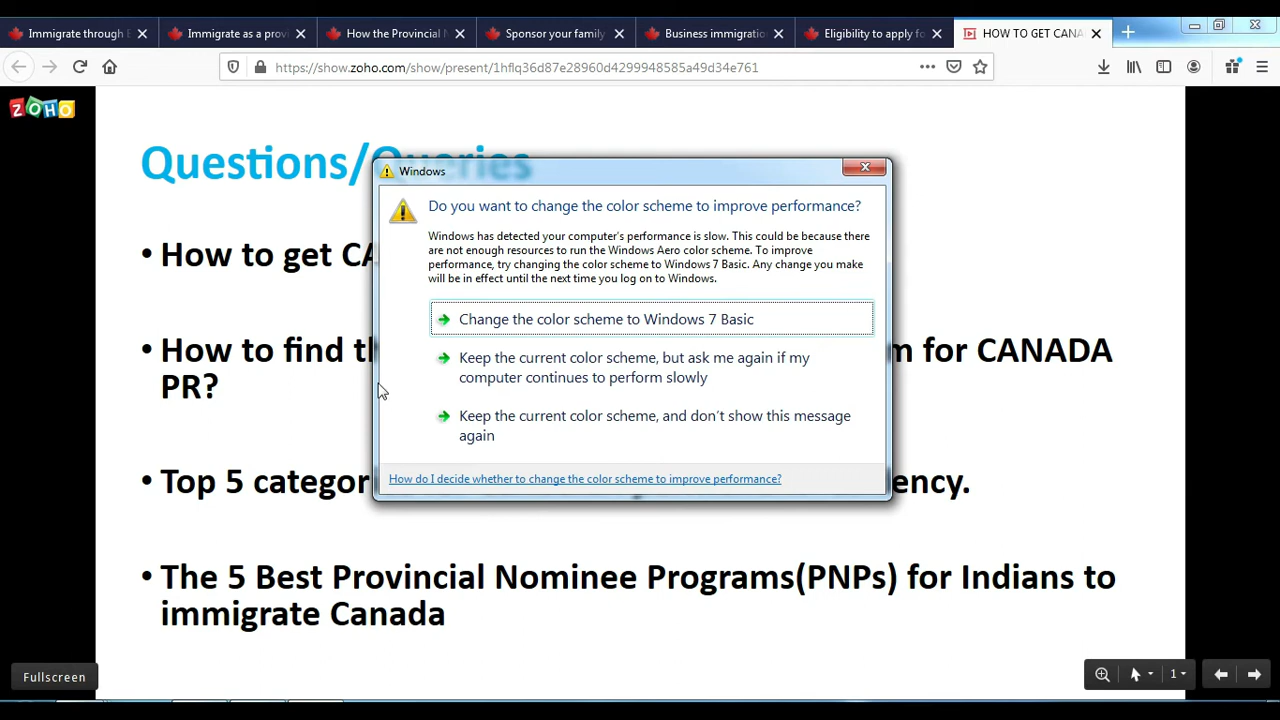 Immigrate through
Immigrate as a provi
How the Provincial
Sponsor your family
Business immigratio
Eligibility to apply fo
HOW TO GET CANA
https://show.zoho.com/show/present/1hflq36d87e28960d4299948585a49d34e761
ZOHO
Questions/Queries
Windows
Do you want to change the color scheme to improve performance?
Windows has detected your computer's performance is slow. This could be because there
are not enough resources to run the Windows Aero color scheme. To improve
performance, try changing the color scheme to Windows 7 Basic. Any change you make
will be in effect until the next time you log on to Windows.
Change the color scheme to Windows 7 Basic
Keep the current color scheme, but ask me again if my
computer continues to perform slowly
Keep the current color scheme, and don't show this message
again
How do I decide whether to change the color scheme to improve performance?
• How to get CA
• How to find th m for CANADA
PR?
• Top 5 categor ency.
• The 5 Best Provincial Nominee Programs(PNPs) for Indians to
immigrate Canada
Fullscreen
1